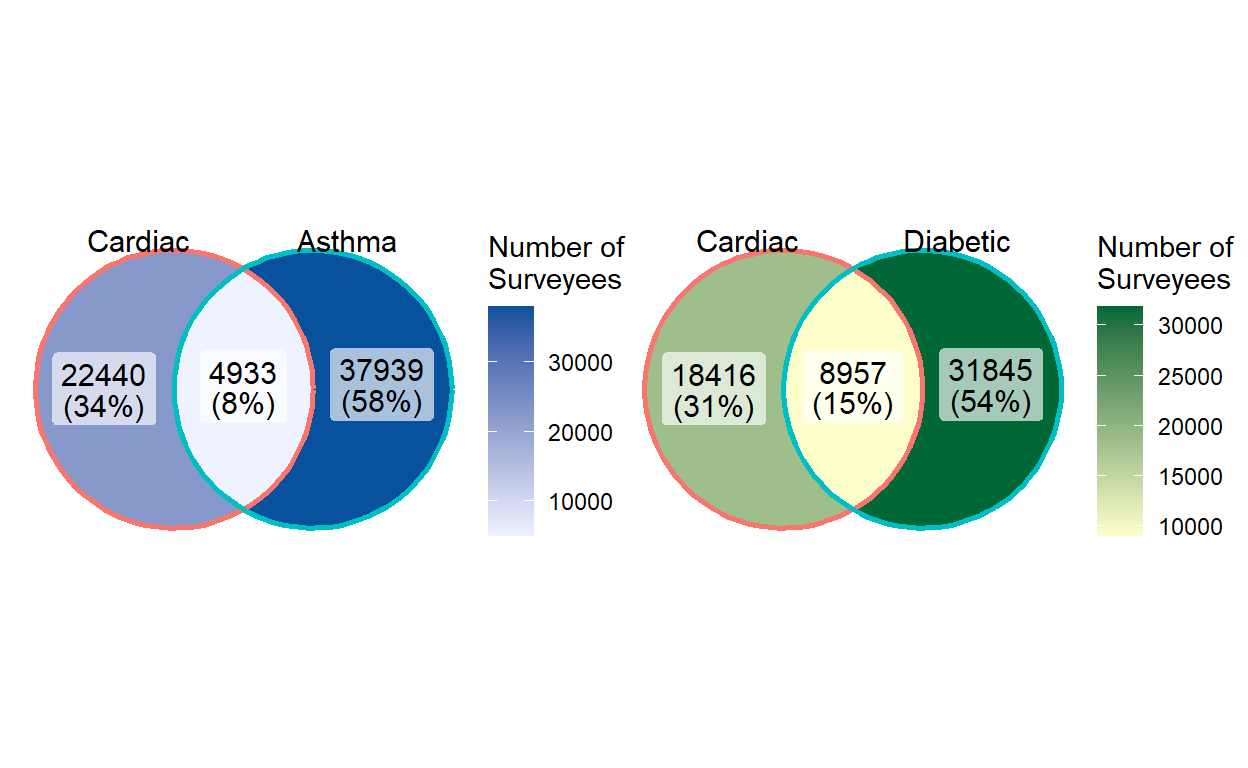 Cardiac
Asthma
22440
(34%)
4933
(8%)
37939
(58%)
Number of
Surveyees
30000
20000
10000
Cardiac
Diabetic
18416
(31%)
8957
(15%)
31845
(54%)
Number of
Surveyees
30000
25000
20000
15000
10000